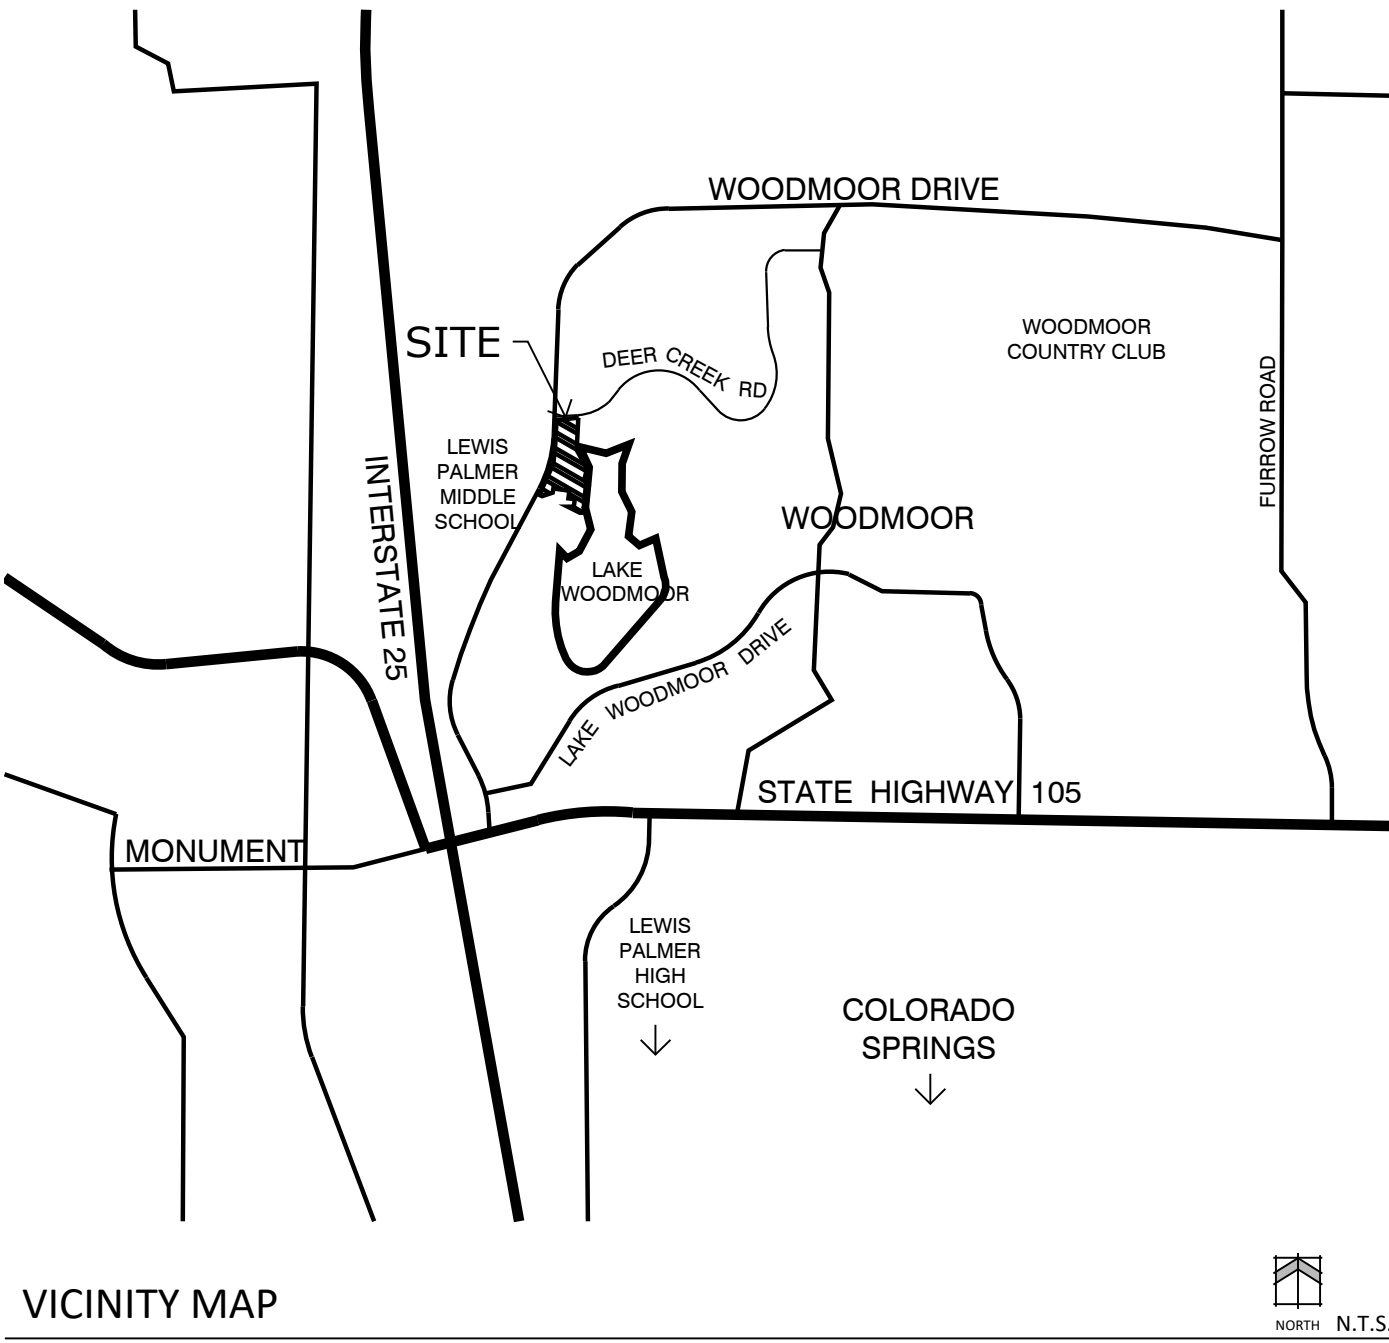 WOODMOOR DRIVE
SITE
DEER CREEK RD
WOODMOOR
COUNTRY CLUB
FURROW ROAD
LEWIS
PALMER
MIDDLE
SCHOOL
INTERSTATE 25
WOODMOOR
LAKE
WOODMOOR
LAKE WOODMOOR DRIVE
STATE HIGHWAY 105
MONUMENT
LEWIS
PALMER
HIGH
SCHOOL
COLORADO
SPRINGS
VICINITY MAP
NORTH N.T.S.